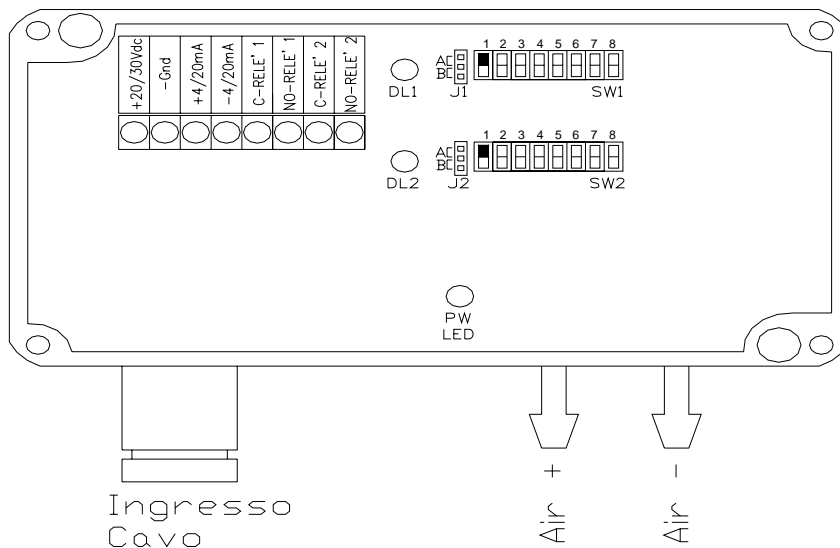 +20/30Vdc
-Gnd
+4/20mA
-4/20mA
C-RELE' 1
NO-RELE' 1
C-RELE' 2
NO-RELE' 2
DL1
A
B
J1
1 2 3 4 5 6 7 8
SW1
DL2
A
B
J2
1 2 3 4 5 6 7 8
SW2
PW
LED
Ingresso
Cavo
Air +
Air -